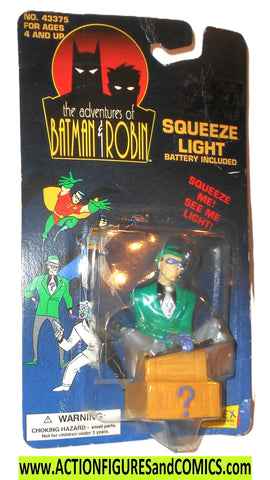 NO. 43375
FOR AGES
4 AND UP
the adventures of
BATMAN & ROBIN
™
SQUEEZE
LIGHT
BATTERY INCLUDED
SQUEEZE
ME!
SEE ME
LIGHT!
?
WARNING:
CHOKING HAZARD - small parts.
Not for children under 3 years.
www.ACTIONFIGURESandCOMICS.com